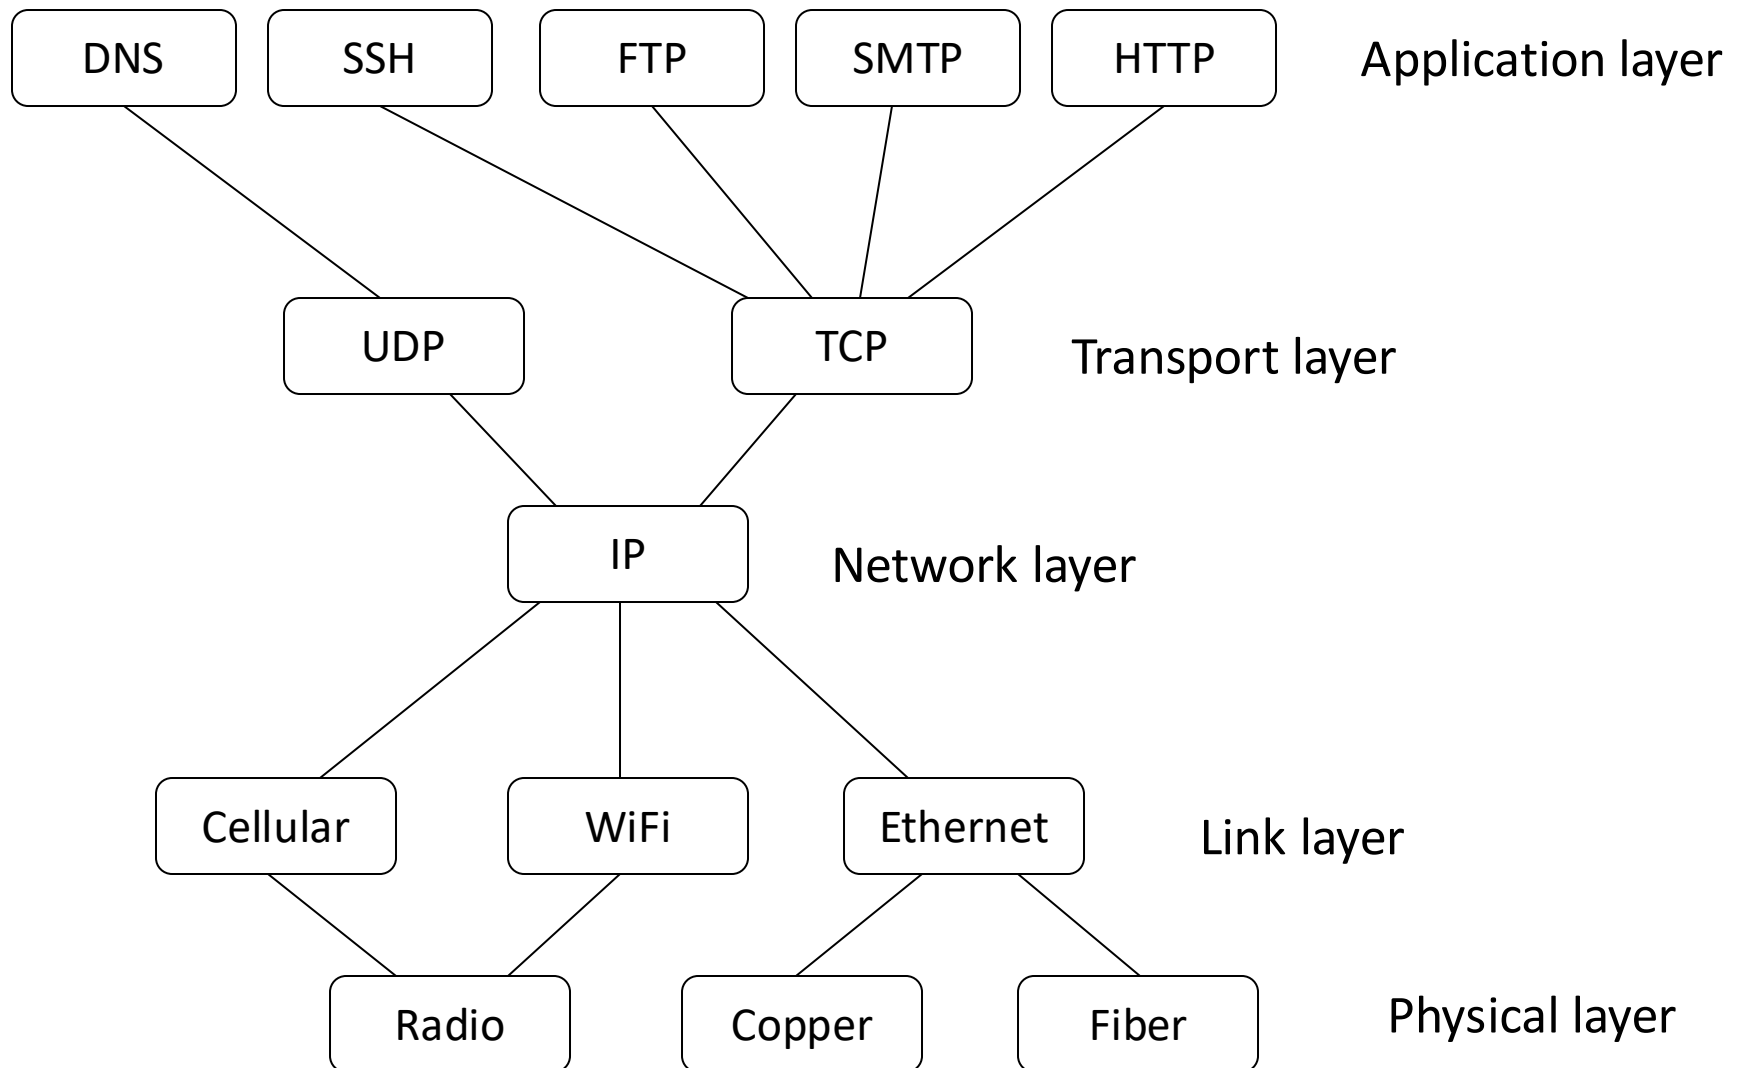 DNS
SSH
FTP
SMTP
HTTP
Application layer
UDP
TCP
Transport layer
IP
Network layer
Cellular
WiFi
Ethernet
Link layer
Radio
Copper
Fiber
Physical layer